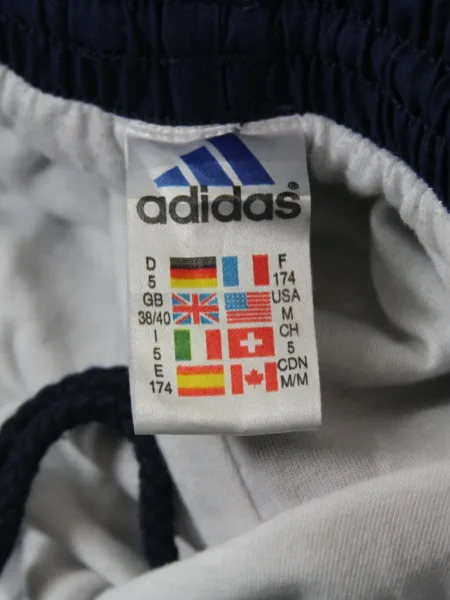 adidas®
D F
5 174
GB USA
38/40 M
I CH
5 5
E CDN
174 M/M